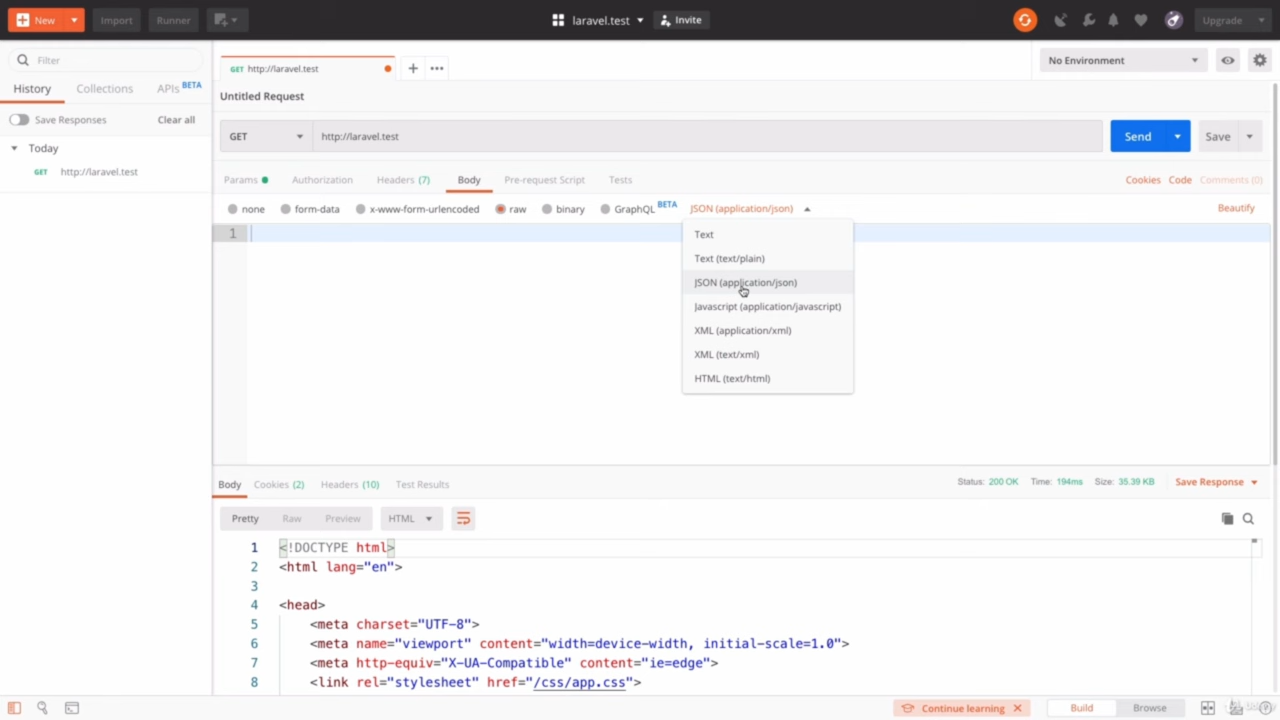 New Import Runner laravel.test Invite Upgrade
Filter GET http://laravel.test No Environment
History Collections APIs BETA
Untitled Request
Save Responses Clear all
GET http://laravel.test Send Save
Today
GET http://laravel.test
Params Authorization Headers (7) Body Pre-request Script Tests Cookies Code Comments (0)
none form-data x-www-form-urlencoded raw binary GraphQL BETA JSON (application/json) Beautify
1
Text
Text (text/plain)
JSON (application/json)
Javascript (application/javascript)
XML (application/xml)
XML (text/xml)
HTML (text/html)
Body Cookies (2) Headers (10) Test Results Status: 200 OK Time: 194ms Size: 35.39 KB Save Response
Pretty Raw Preview HTML
1 <!DOCTYPE html>
2 <html lang="en">
3
4 <head>
5 <meta charset="UTF-8">
6 <meta name="viewport" content="width=device-width, initial-scale=1.0">
7 <meta http-equiv="X-UA-Compatible" content="ie=edge">
8 <link rel="stylesheet" href="/css/app.css">
Continue learning Build Browse